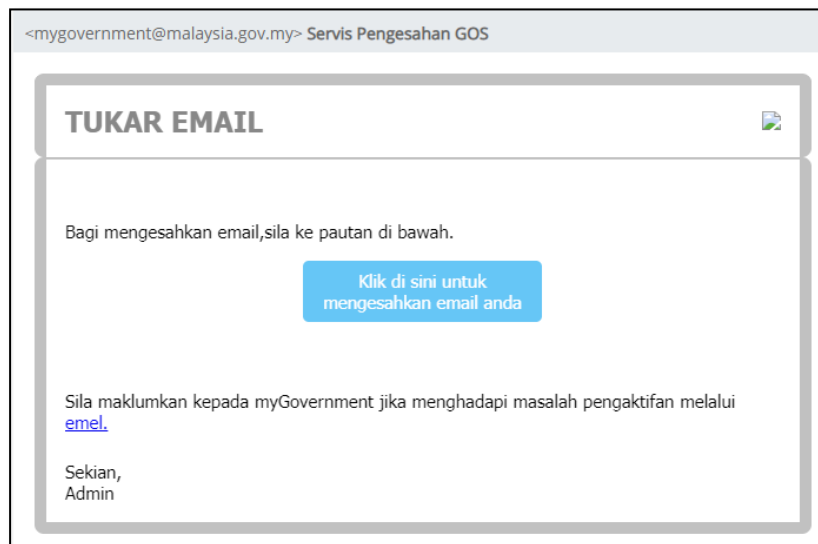 <mygovernment@malaysia.gov.my> Servis Pengesahan GOS
TUKAR EMAIL
Bagi mengesahkan email,sila ke pautan di bawah.
Klik di sini untuk
mengesahkan email anda
Sila maklumkan kepada myGovernment jika menghadapi masalah pengaktifan melalui
emel.
Sekian,
Admin